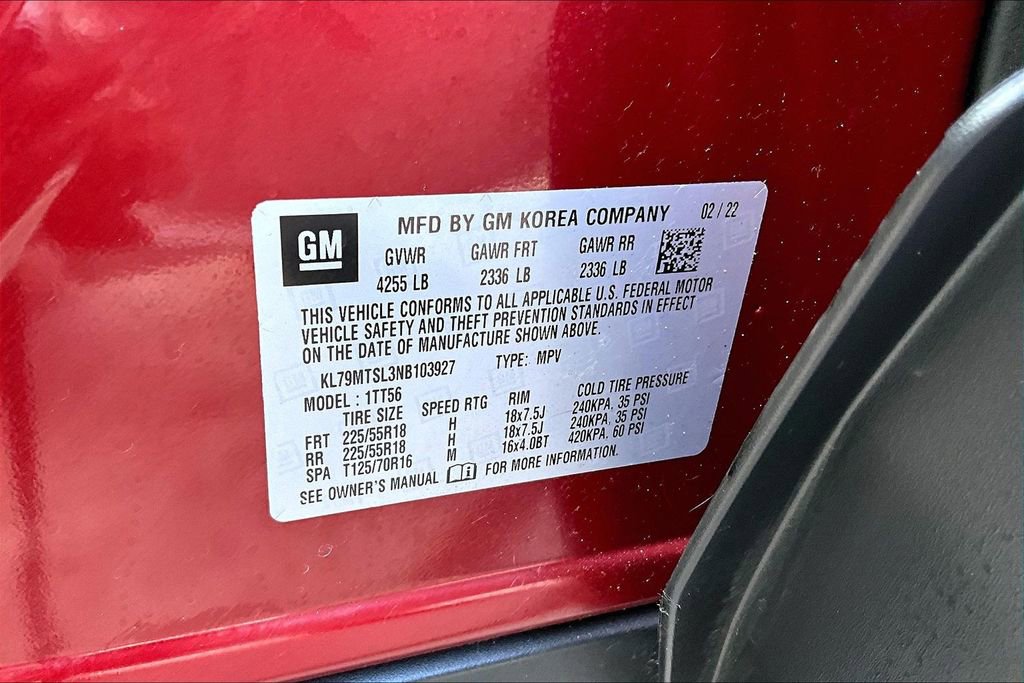 GM MFD BY GM KOREA COMPANY 02 / 22
GVWR GAWR FRT GAWR RR
4255 LB 2336 LB 2336 LB
THIS VEHICLE CONFORMS TO ALL APPLICABLE U.S. FEDERAL MOTOR
VEHICLE SAFETY AND THEFT PREVENTION STANDARDS IN EFFECT
ON THE DATE OF MANUFACTURE SHOWN ABOVE.
KL79MTSL3NB103927 TYPE: MPV
MODEL : 1TT56
TIRE SIZE SPEED RTG RIM COLD TIRE PRESSURE
FRT 225/55R18 H 18x7.5J 240KPA, 35 PSI
RR 225/55R18 H 18x7.5J 240KPA, 35 PSI
SPA T125/70R16 M 16x4.0BT 420KPA, 60 PSI
SEE OWNER'S MANUAL FOR MORE INFORMATION.